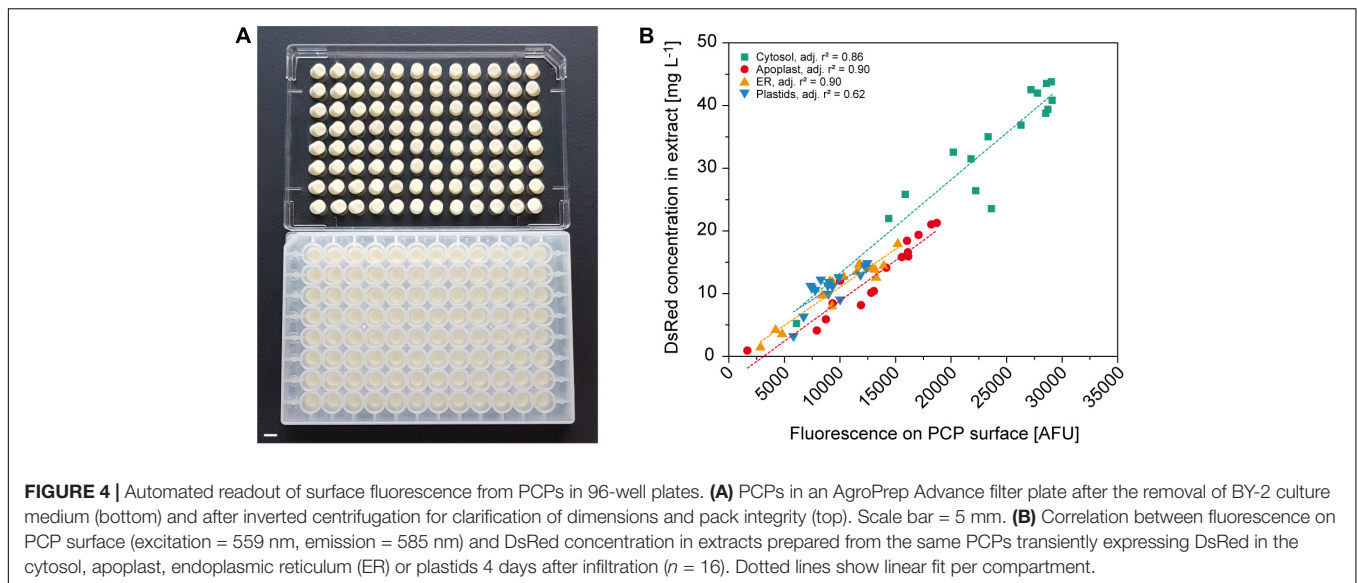 A
B
50
40
30
20
10
0
DsRed concentration in extract [mg L⁻¹]
Cytosol, adj. r² = 0.86
Apoplast, adj. r² = 0.90
ER, adj. r² = 0.90
Plastids, adj. r² = 0.62
0
5000
10000
15000
20000
25000
30000
35000
Fluorescence on PCP surface [AFU]
FIGURE 4 | Automated readout of surface fluorescence from PCPs in 96-well plates. (A) PCPs in an AgroPrep Advance filter plate after the removal of BY-2 culture
medium (bottom) and after inverted centrifugation for clarification of dimensions and pack integrity (top). Scale bar = 5 mm. (B) Correlation between fluorescence on
PCP surface (excitation = 559 nm, emission = 585 nm) and DsRed concentration in extracts prepared from the same PCPs transiently expressing DsRed in the
cytosol, apoplast, endoplasmic reticulum (ER) or plastids 4 days after infiltration (n = 16). Dotted lines show linear fit per compartment.